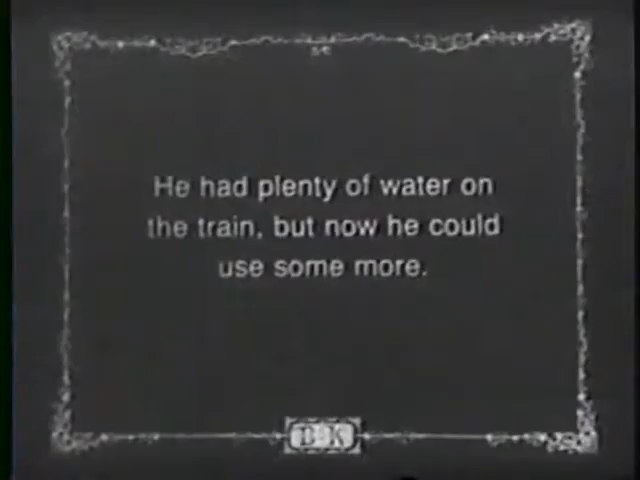 He had plenty of water on
the train, but now he could
use some more.
D K